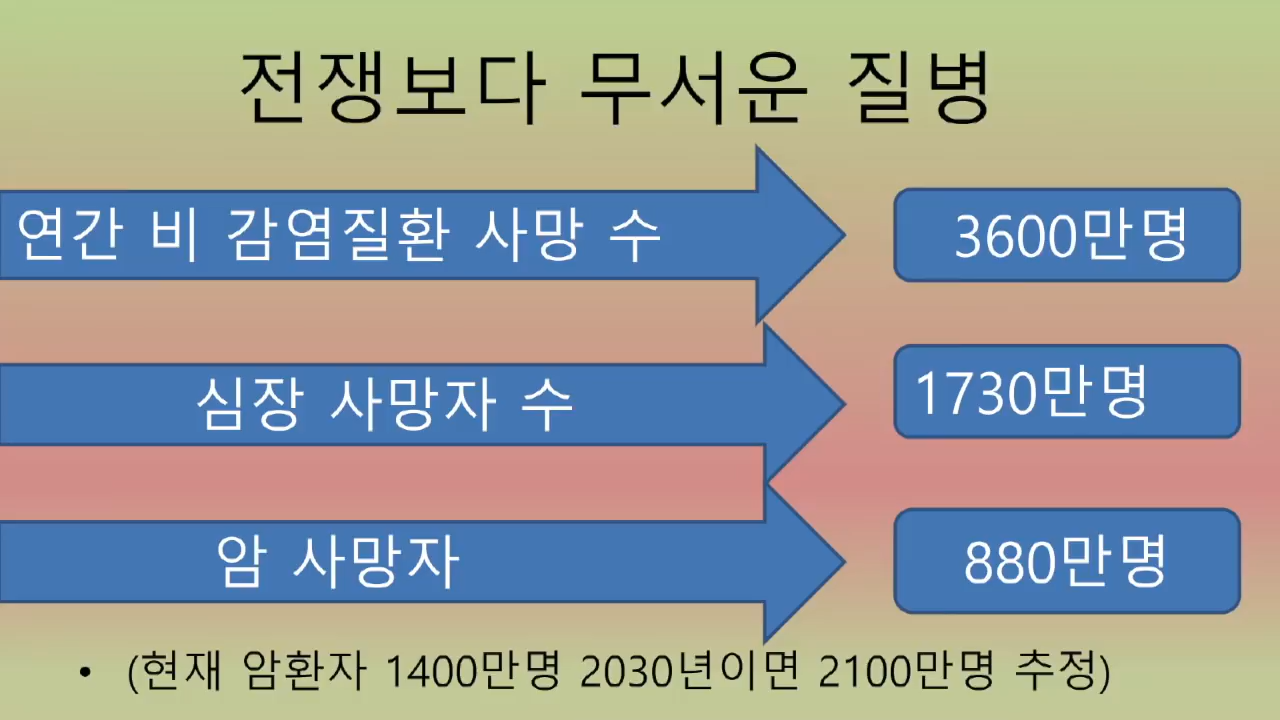 전쟁보다 무서운 질병
연간 비 감염질환 사망 수
3600만명
심장 사망자 수
1730만명
암 사망자
880만명
• (현재 암환자 1400만명 2030년이면 2100만명 추정)